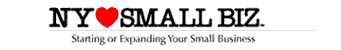 NY♥SMALL BIZ.
Starting or Expanding Your Small Business